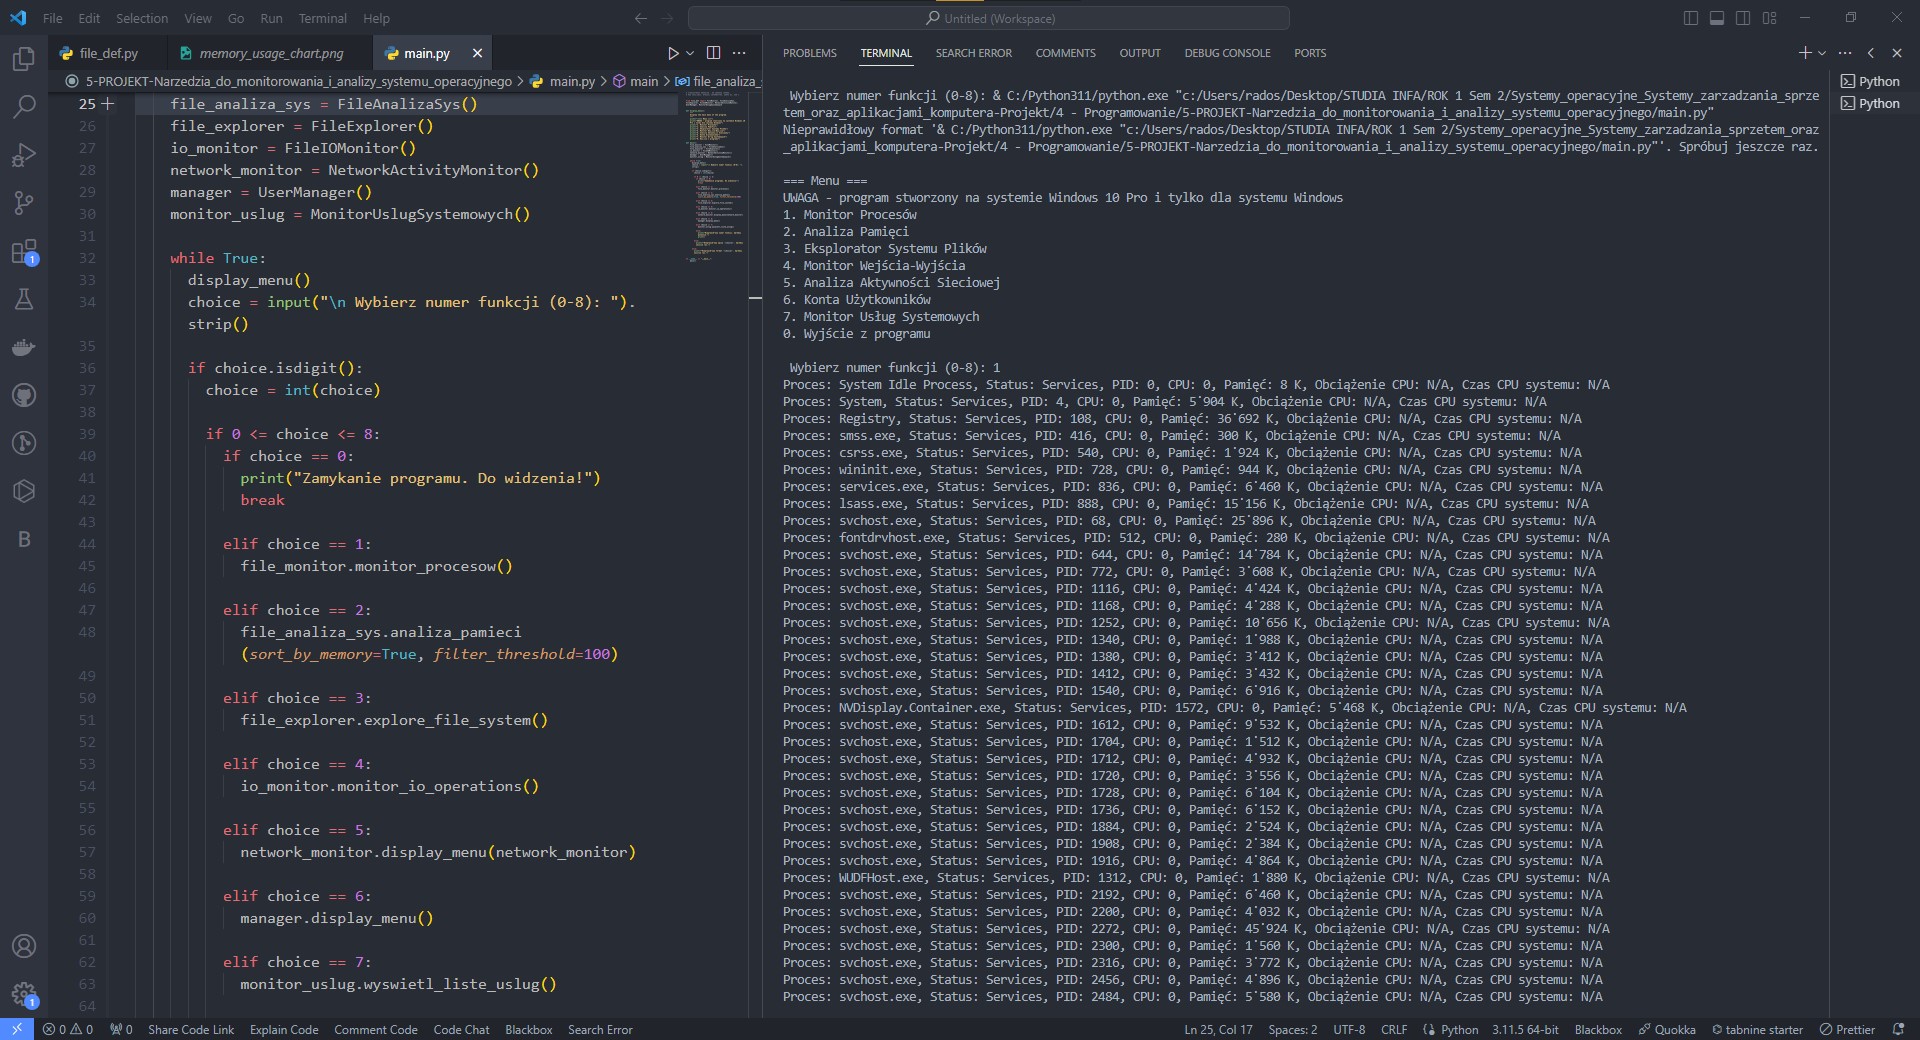 File Edit Selection View Go Run Terminal Help
Untitled (Workspace)
file_def.py memory_usage_chart.png main.py
5-PROJEKT-Narzedzia_do_monitorowania_i_analizy_systemu_operacyjnego > main.py > main > file_analiza_s
25 file_analiza_sys = FileAnalizaSys()
26 file_explorer = FileExplorer()
27 io_monitor = FileIOMonitor()
28 network_monitor = NetworkActivityMonitor()
29 manager = UserManager()
30 monitor_uslug = MonitorUslugSystemowych()
31
32 while True:
33 display_menu()
34 choice = input("\n Wybierz numer funkcji (0-8): ").
strip()
35
36 if choice.isdigit():
37 choice = int(choice)
38
39 if 0 <= choice <= 8:
40 if choice == 0:
41 print("Zamykanie programu. Do widzenia!")
42 break
43
44 elif choice == 1:
45 file_monitor.monitor_procesow()
46
47 elif choice == 2:
48 file_analiza_sys.analiza_pamieci
(sort_by_memory=True, filter_threshold=100)
49
50 elif choice == 3:
51 file_explorer.explore_file_system()
52
53 elif choice == 4:
54 io_monitor.monitor_io_operations()
55
56 elif choice == 5:
57 network_monitor.display_menu(network_monitor)
58
59 elif choice == 6:
60 manager.display_menu()
61
62 elif choice == 7:
63 monitor_uslug.wyswietl_liste_uslug()
64
PROBLEMS TERMINAL SEARCH ERROR COMMENTS OUTPUT DEBUG CONSOLE PORTS
Python
Python
Wybierz numer funkcji (0-8): & C:/Python311/python.exe "c:/Users/rados/Desktop/STUDIA INFA/ROK 1 Sem 2/Systemy_operacyjne_Systemy_zarzadzania_sprze
tem_oraz_aplikacjami_komputera-Projekt/4 - Programowanie/5-PROJEKT-Narzedzia_do_monitorowania_i_analizy_systemu_operacyjnego/main.py"
Nieprawidłowy format '& C:/Python311/python.exe "c:/Users/rados/Desktop/STUDIA INFA/ROK 1 Sem 2/Systemy_operacyjne_Systemy_zarzadzania_sprzetem_oraz
_aplikacjami_komputera-Projekt/4 - Programowanie/5-PROJEKT-Narzedzia_do_monitorowania_i_analizy_systemu_operacyjnego/main.py"'. Spróbuj jeszcze raz.
=== Menu ===
UWAGA - program stworzony na systemie Windows 10 Pro i tylko dla systemu Windows
1. Monitor Procesów
2. Analiza Pamięci
3. Eksplorator Systemu Plików
4. Monitor Wejścia-Wyjścia
5. Analiza Aktywności Sieciowej
6. Konta Użytkowników
7. Monitor Usług Systemowych
0. Wyjście z programu
Wybierz numer funkcji (0-8): 1
Proces: System Idle Process, Status: Services, PID: 0, CPU: 0, Pamięć: 8 K, Obciążenie CPU: N/A, Czas CPU systemu: N/A
Proces: System, Status: Services, PID: 4, CPU: 0, Pamięć: 5˙904 K, Obciążenie CPU: N/A, Czas CPU systemu: N/A
Proces: Registry, Status: Services, PID: 108, CPU: 0, Pamięć: 36˙692 K, Obciążenie CPU: N/A, Czas CPU systemu: N/A
Proces: smss.exe, Status: Services, PID: 416, CPU: 0, Pamięć: 300 K, Obciążenie CPU: N/A, Czas CPU systemu: N/A
Proces: csrss.exe, Status: Services, PID: 540, CPU: 0, Pamięć: 1˙924 K, Obciążenie CPU: N/A, Czas CPU systemu: N/A
Proces: wininit.exe, Status: Services, PID: 728, CPU: 0, Pamięć: 944 K, Obciążenie CPU: N/A, Czas CPU systemu: N/A
Proces: services.exe, Status: Services, PID: 836, CPU: 0, Pamięć: 6˙460 K, Obciążenie CPU: N/A, Czas CPU systemu: N/A
Proces: lsass.exe, Status: Services, PID: 888, CPU: 0, Pamięć: 15˙156 K, Obciążenie CPU: N/A, Czas CPU systemu: N/A
Proces: svchost.exe, Status: Services, PID: 68, CPU: 0, Pamięć: 25˙896 K, Obciążenie CPU: N/A, Czas CPU systemu: N/A
Proces: fontdrvhost.exe, Status: Services, PID: 512, CPU: 0, Pamięć: 280 K, Obciążenie CPU: N/A, Czas CPU systemu: N/A
Proces: svchost.exe, Status: Services, PID: 644, CPU: 0, Pamięć: 14˙784 K, Obciążenie CPU: N/A, Czas CPU systemu: N/A
Proces: svchost.exe, Status: Services, PID: 772, CPU: 0, Pamięć: 3˙608 K, Obciążenie CPU: N/A, Czas CPU systemu: N/A
Proces: svchost.exe, Status: Services, PID: 1116, CPU: 0, Pamięć: 4˙424 K, Obciążenie CPU: N/A, Czas CPU systemu: N/A
Proces: svchost.exe, Status: Services, PID: 1168, CPU: 0, Pamięć: 4˙288 K, Obciążenie CPU: N/A, Czas CPU systemu: N/A
Proces: svchost.exe, Status: Services, PID: 1252, CPU: 0, Pamięć: 10˙656 K, Obciążenie CPU: N/A, Czas CPU systemu: N/A
Proces: svchost.exe, Status: Services, PID: 1340, CPU: 0, Pamięć: 1˙988 K, Obciążenie CPU: N/A, Czas CPU systemu: N/A
Proces: svchost.exe, Status: Services, PID: 1380, CPU: 0, Pamięć: 3˙412 K, Obciążenie CPU: N/A, Czas CPU systemu: N/A
Proces: svchost.exe, Status: Services, PID: 1412, CPU: 0, Pamięć: 3˙432 K, Obciążenie CPU: N/A, Czas CPU systemu: N/A
Proces: svchost.exe, Status: Services, PID: 1540, CPU: 0, Pamięć: 6˙916 K, Obciążenie CPU: N/A, Czas CPU systemu: N/A
Proces: NVDisplay.Container.exe, Status: Services, PID: 1572, CPU: 0, Pamięć: 5˙468 K, Obciążenie CPU: N/A, Czas CPU systemu: N/A
Proces: svchost.exe, Status: Services, PID: 1612, CPU: 0, Pamięć: 9˙532 K, Obciążenie CPU: N/A, Czas CPU systemu: N/A
Proces: svchost.exe, Status: Services, PID: 1704, CPU: 0, Pamięć: 1˙512 K, Obciążenie CPU: N/A, Czas CPU systemu: N/A
Proces: svchost.exe, Status: Services, PID: 1712, CPU: 0, Pamięć: 4˙932 K, Obciążenie CPU: N/A, Czas CPU systemu: N/A
Proces: svchost.exe, Status: Services, PID: 1720, CPU: 0, Pamięć: 3˙556 K, Obciążenie CPU: N/A, Czas CPU systemu: N/A
Proces: svchost.exe, Status: Services, PID: 1728, CPU: 0, Pamięć: 6˙104 K, Obciążenie CPU: N/A, Czas CPU systemu: N/A
Proces: svchost.exe, Status: Services, PID: 1736, CPU: 0, Pamięć: 6˙152 K, Obciążenie CPU: N/A, Czas CPU systemu: N/A
Proces: svchost.exe, Status: Services, PID: 1884, CPU: 0, Pamięć: 2˙524 K, Obciążenie CPU: N/A, Czas CPU systemu: N/A
Proces: svchost.exe, Status: Services, PID: 1908, CPU: 0, Pamięć: 2˙384 K, Obciążenie CPU: N/A, Czas CPU systemu: N/A
Proces: svchost.exe, Status: Services, PID: 1916, CPU: 0, Pamięć: 4˙864 K, Obciążenie CPU: N/A, Czas CPU systemu: N/A
Proces: WUDFHost.exe, Status: Services, PID: 1312, CPU: 0, Pamięć: 1˙880 K, Obciążenie CPU: N/A, Czas CPU systemu: N/A
Proces: svchost.exe, Status: Services, PID: 2192, CPU: 0, Pamięć: 6˙460 K, Obciążenie CPU: N/A, Czas CPU systemu: N/A
Proces: svchost.exe, Status: Services, PID: 2200, CPU: 0, Pamięć: 4˙032 K, Obciążenie CPU: N/A, Czas CPU systemu: N/A
Proces: svchost.exe, Status: Services, PID: 2272, CPU: 0, Pamięć: 45˙924 K, Obciążenie CPU: N/A, Czas CPU systemu: N/A
Proces: svchost.exe, Status: Services, PID: 2300, CPU: 0, Pamięć: 1˙560 K, Obciążenie CPU: N/A, Czas CPU systemu: N/A
Proces: svchost.exe, Status: Services, PID: 2316, CPU: 0, Pamięć: 3˙772 K, Obciążenie CPU: N/A, Czas CPU systemu: N/A
Proces: svchost.exe, Status: Services, PID: 2456, CPU: 0, Pamięć: 4˙896 K, Obciążenie CPU: N/A, Czas CPU systemu: N/A
Proces: svchost.exe, Status: Services, PID: 2484, CPU: 0, Pamięć: 5˙580 K, Obciążenie CPU: N/A, Czas CPU systemu: N/A
0 0 0 Share Code Link Explain Code Comment Code Code Chat Blackbox Search Error Ln 25, Col 17 Spaces: 2 UTF-8 CRLF Python 3.11.5 64-bit Blackbox Quokka tabnine starter Prettier